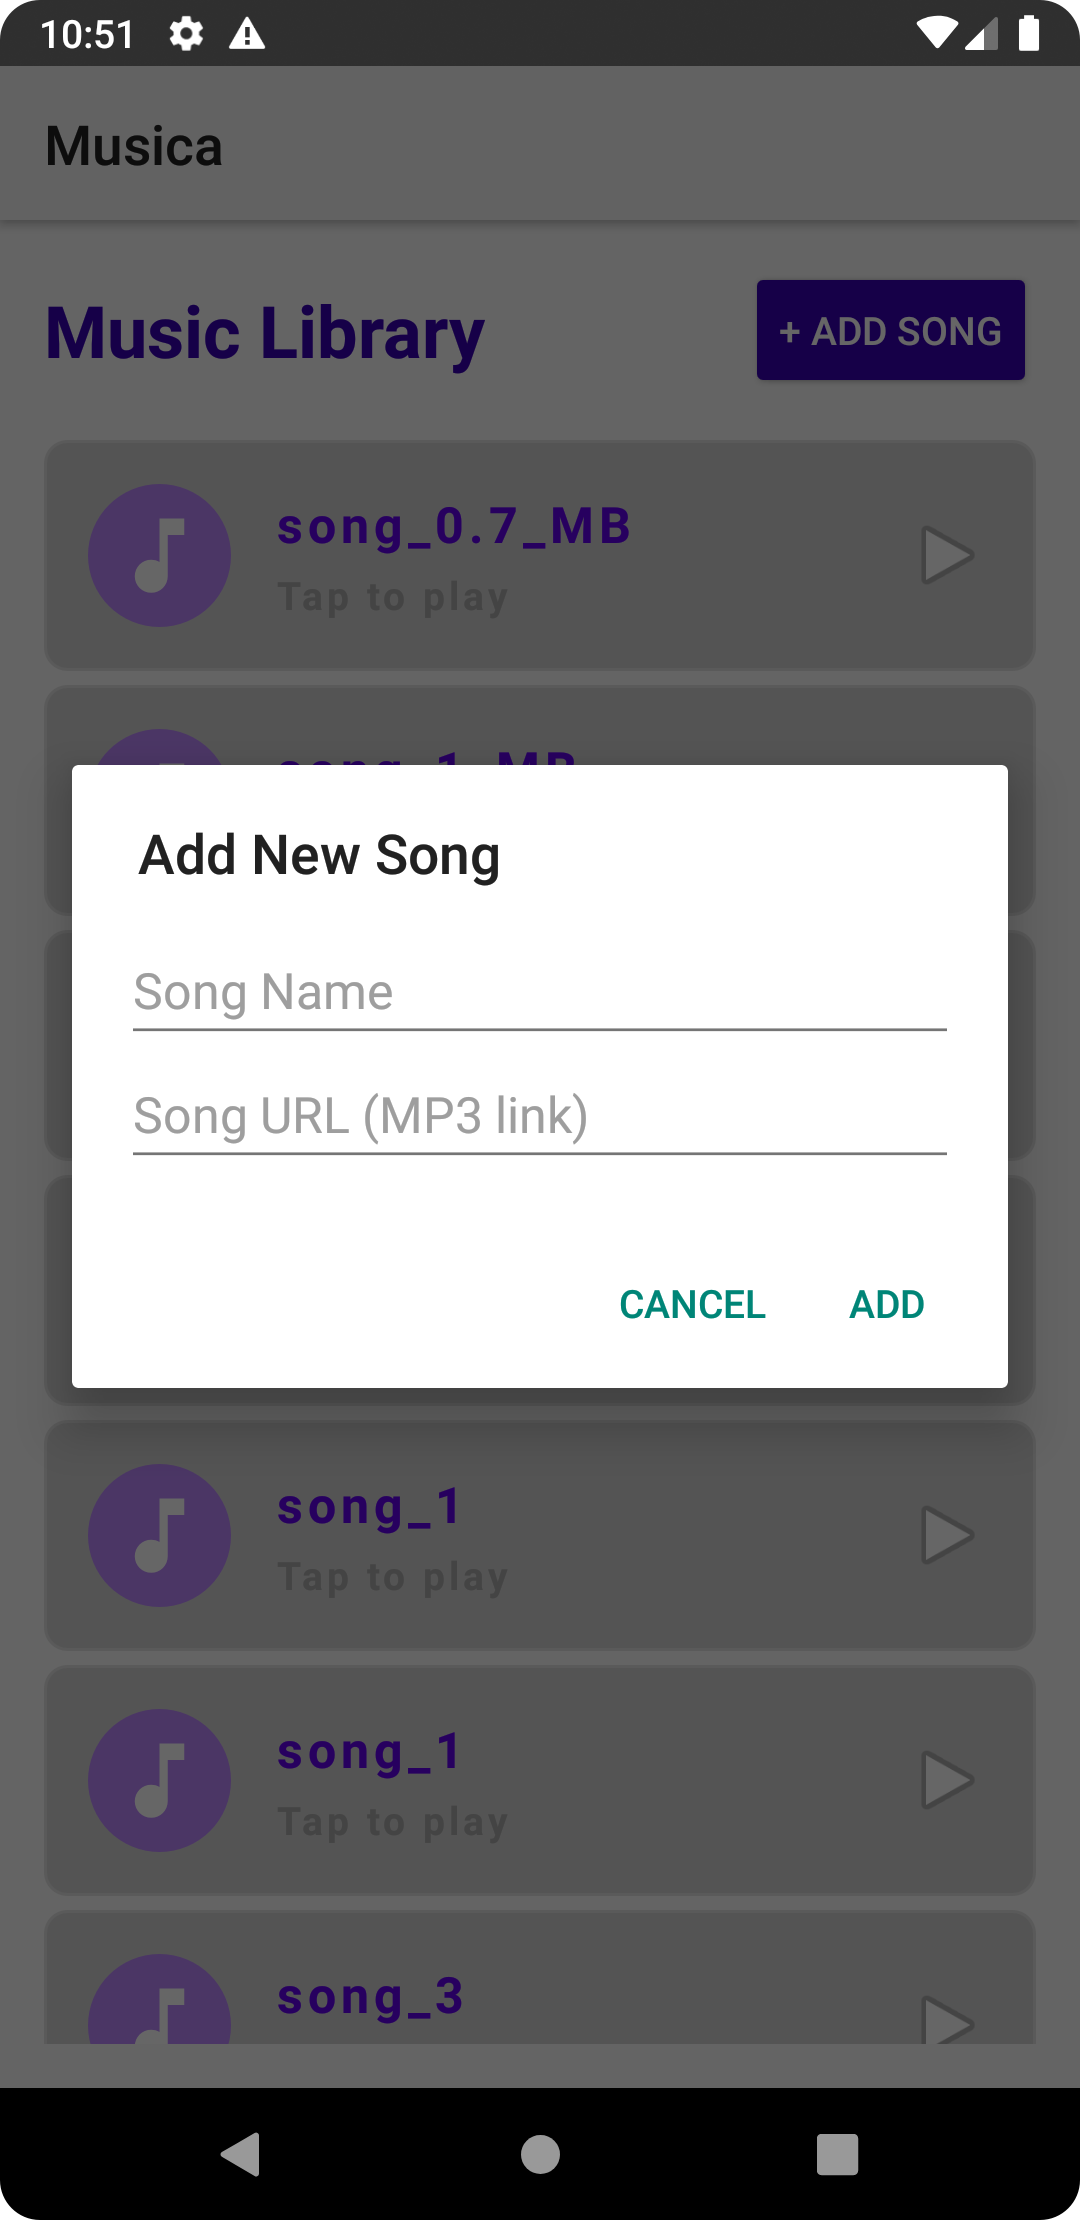 10:51
Musica
Music Library
+ ADD SONG
song_0.7_MB
Tap to play
song_1_MB
Add New Song
Song Name
Song URL (MP3 link)
CANCEL ADD
song_1
Tap to play
song_1
Tap to play
song_3